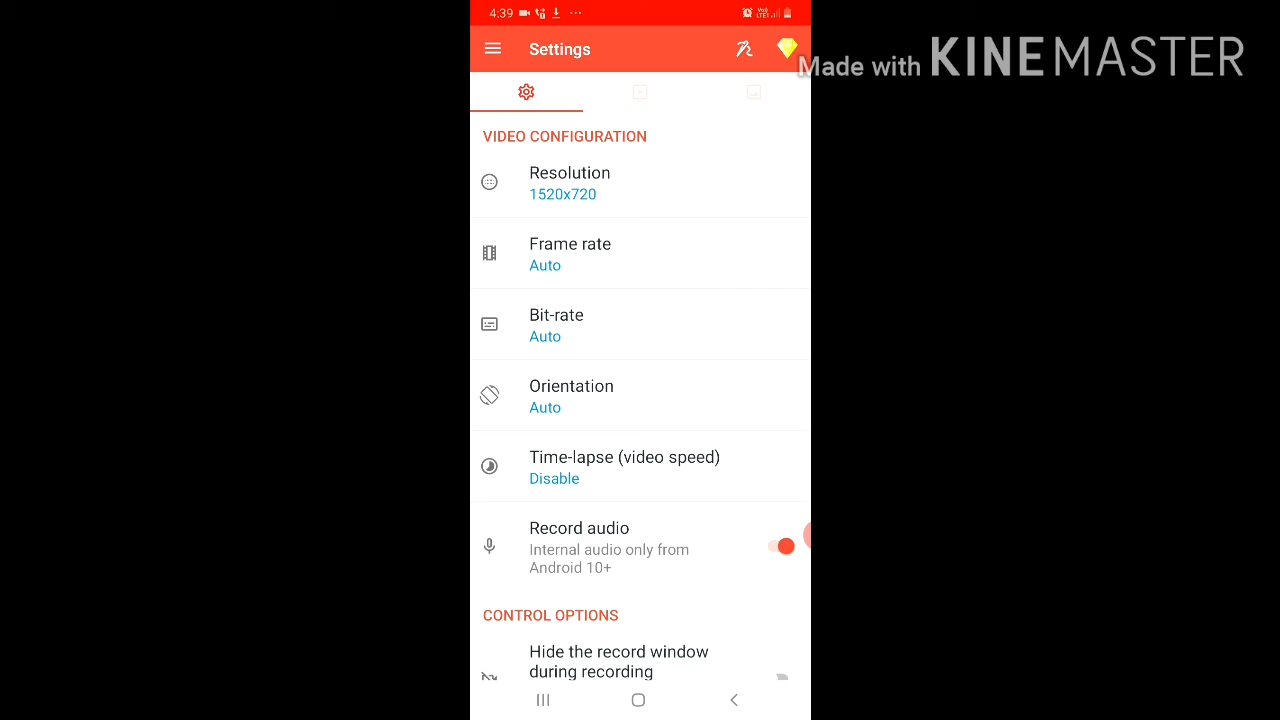 4:39
Settings
Made with KINEMASTER
VIDEO CONFIGURATION
Resolution
1520x720
Frame rate
Auto
Bit-rate
Auto
Orientation
Auto
Time-lapse (video speed)
Disable
Record audio
Internal audio only from
Android 10+
CONTROL OPTIONS
Hide the record window
during recording